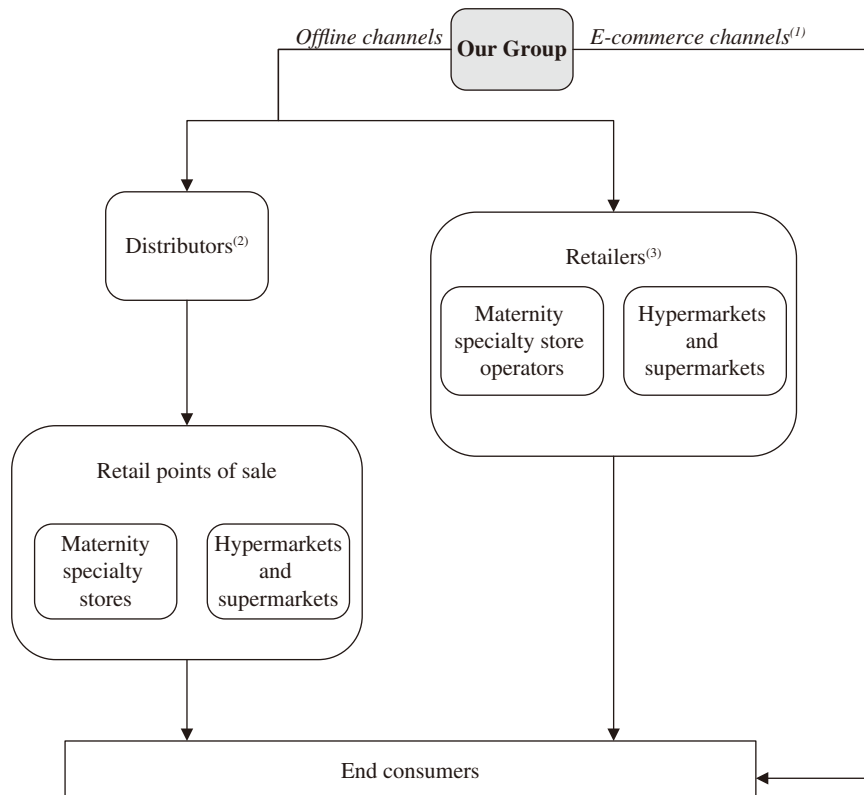 Offline channels
Our Group
E-commerce channels(1)
Distributors(2)
Retailers(3)
Maternity
specialty store
operators
Hypermarkets
and
supermarkets
Retail points of sale
Maternity
specialty
stores
Hypermarkets
and
supermarkets
End consumers